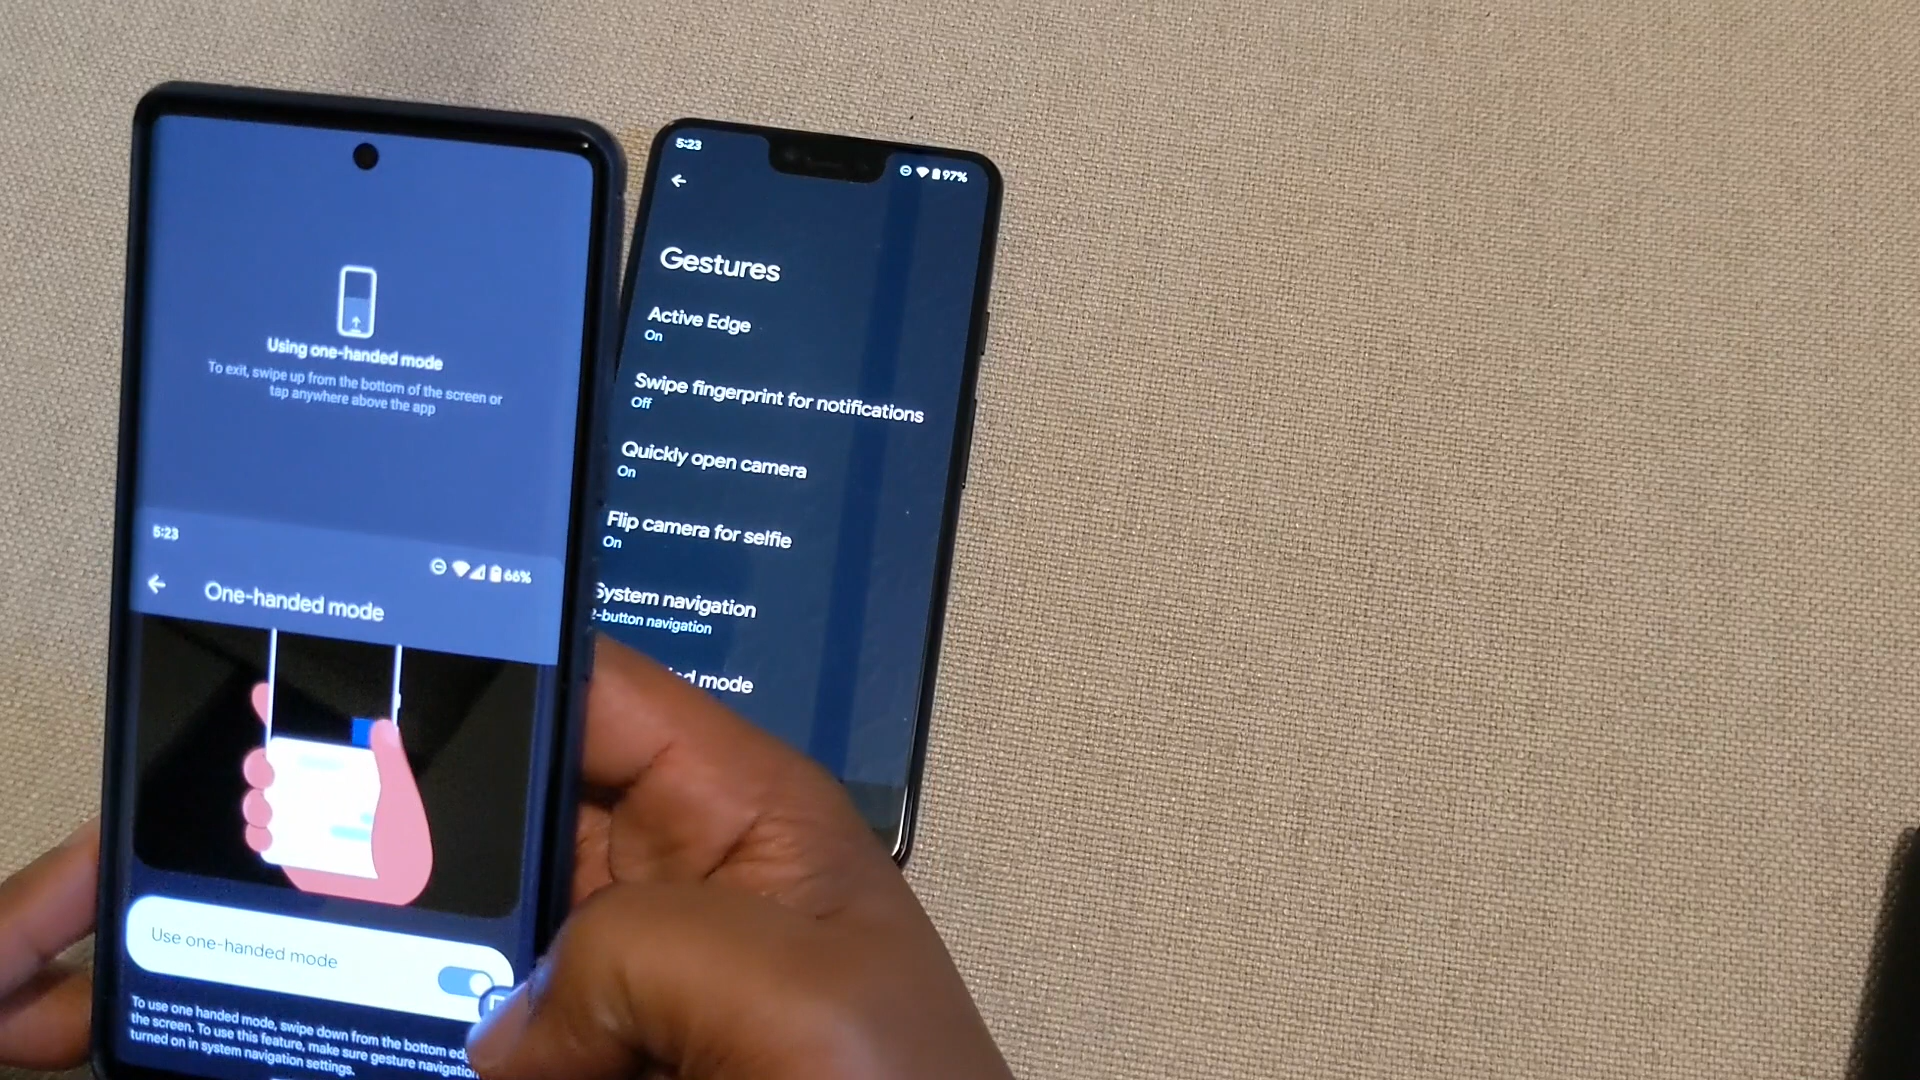 Using one-handed mode
To exit, swipe up from the bottom of the screen or
tap anywhere above the app
5:23
66%
One-handed mode
Use one-handed mode
To use one handed mode, swipe down from the bottom
the screen. To use this feature, make sure gesture navigation
turned on in system navigation settings.
5:23
97%
Gestures
Active Edge
On
Swipe fingerprint for notifications
Off
Quickly open camera
On
Flip camera for selfie
On
System navigation
2-button navigation
mode